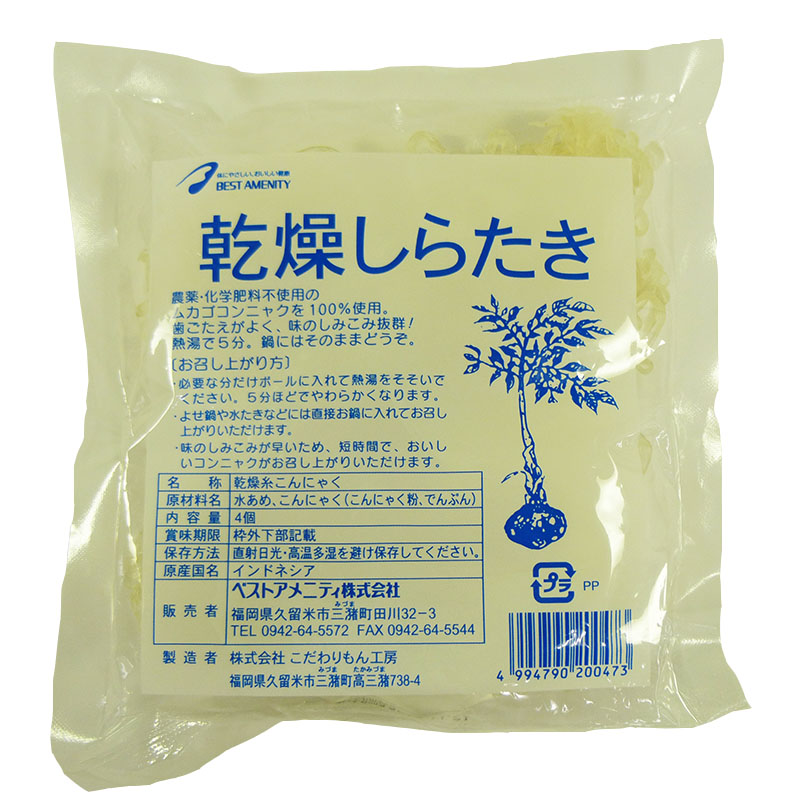 体にやさしい、おいしい健康
BEST AMENITY
乾燥しらたき
農薬・化学肥料不使用の
ムカゴコンニャクを100%使用。
歯ごたえがよく、味のしみこみ抜群!
熱湯で5分。鍋にはそのままどうぞ。
〔お召し上がり方〕
・必要な分だけボールに入れて熱湯をそそいで
ください。5分ほどでやわらかくなります。
・よせ鍋や水たきなどには直接お鍋に入れてお召し
上がりいただけます。
・味のしみこみが早いため、短時間で、おいし
いコンニャクがお召し上がりいただけます。
名称 乾燥糸こんにゃく
原材料名 水あめ、こんにゃく(こんにゃく粉、でんぷん)
内容量 4個
賞味期限 枠外下部記載
保存方法 直射日光・高温多湿を避け保存してください。
原産国名 インドネシア
販売者 ベストアメニティ株式会社
みづま
福岡県久留米市三潴町田川32-3
TEL 0942-64-5572 FAX 0942-64-5544
製造者 株式会社 こだわりもん工房
みづま たかみづま
福岡県久留米市三潴町高三潴738-4
プラ PP
4 994790 200473